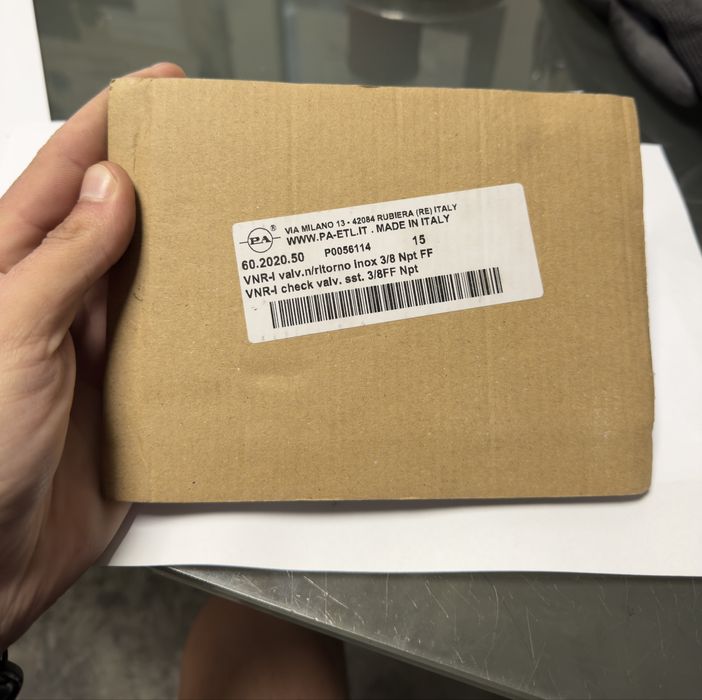 PA ® VIA MILANO 13 - 42084 RUBIERA (RE) ITALY
WWW.PA-ETL.IT . MADE IN ITALY
60.2020.50 P0056114 15
VNR-I valv.n/ritorno inox 3/8 Npt FF
VNR-I check valv. sst. 3/8FF Npt